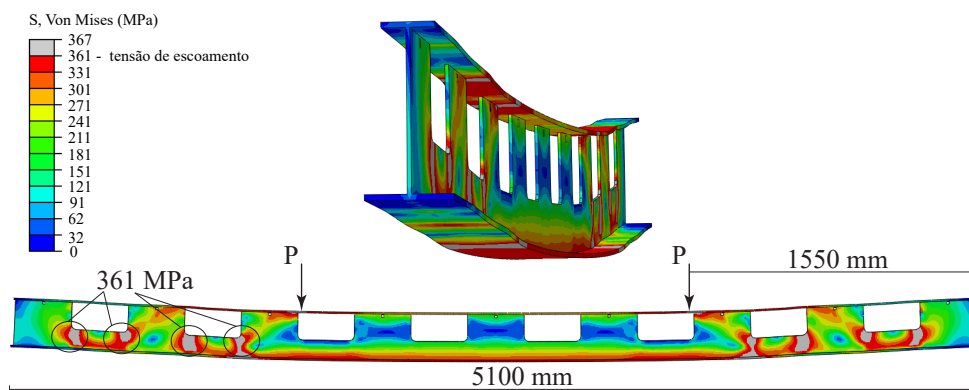 S, Von Mises (MPa)
367
361 - tensão de escoamento
331
301
271
241
211
181
151
121
91
62
32
0
P
P
1550 mm
361 MPa
5100 mm